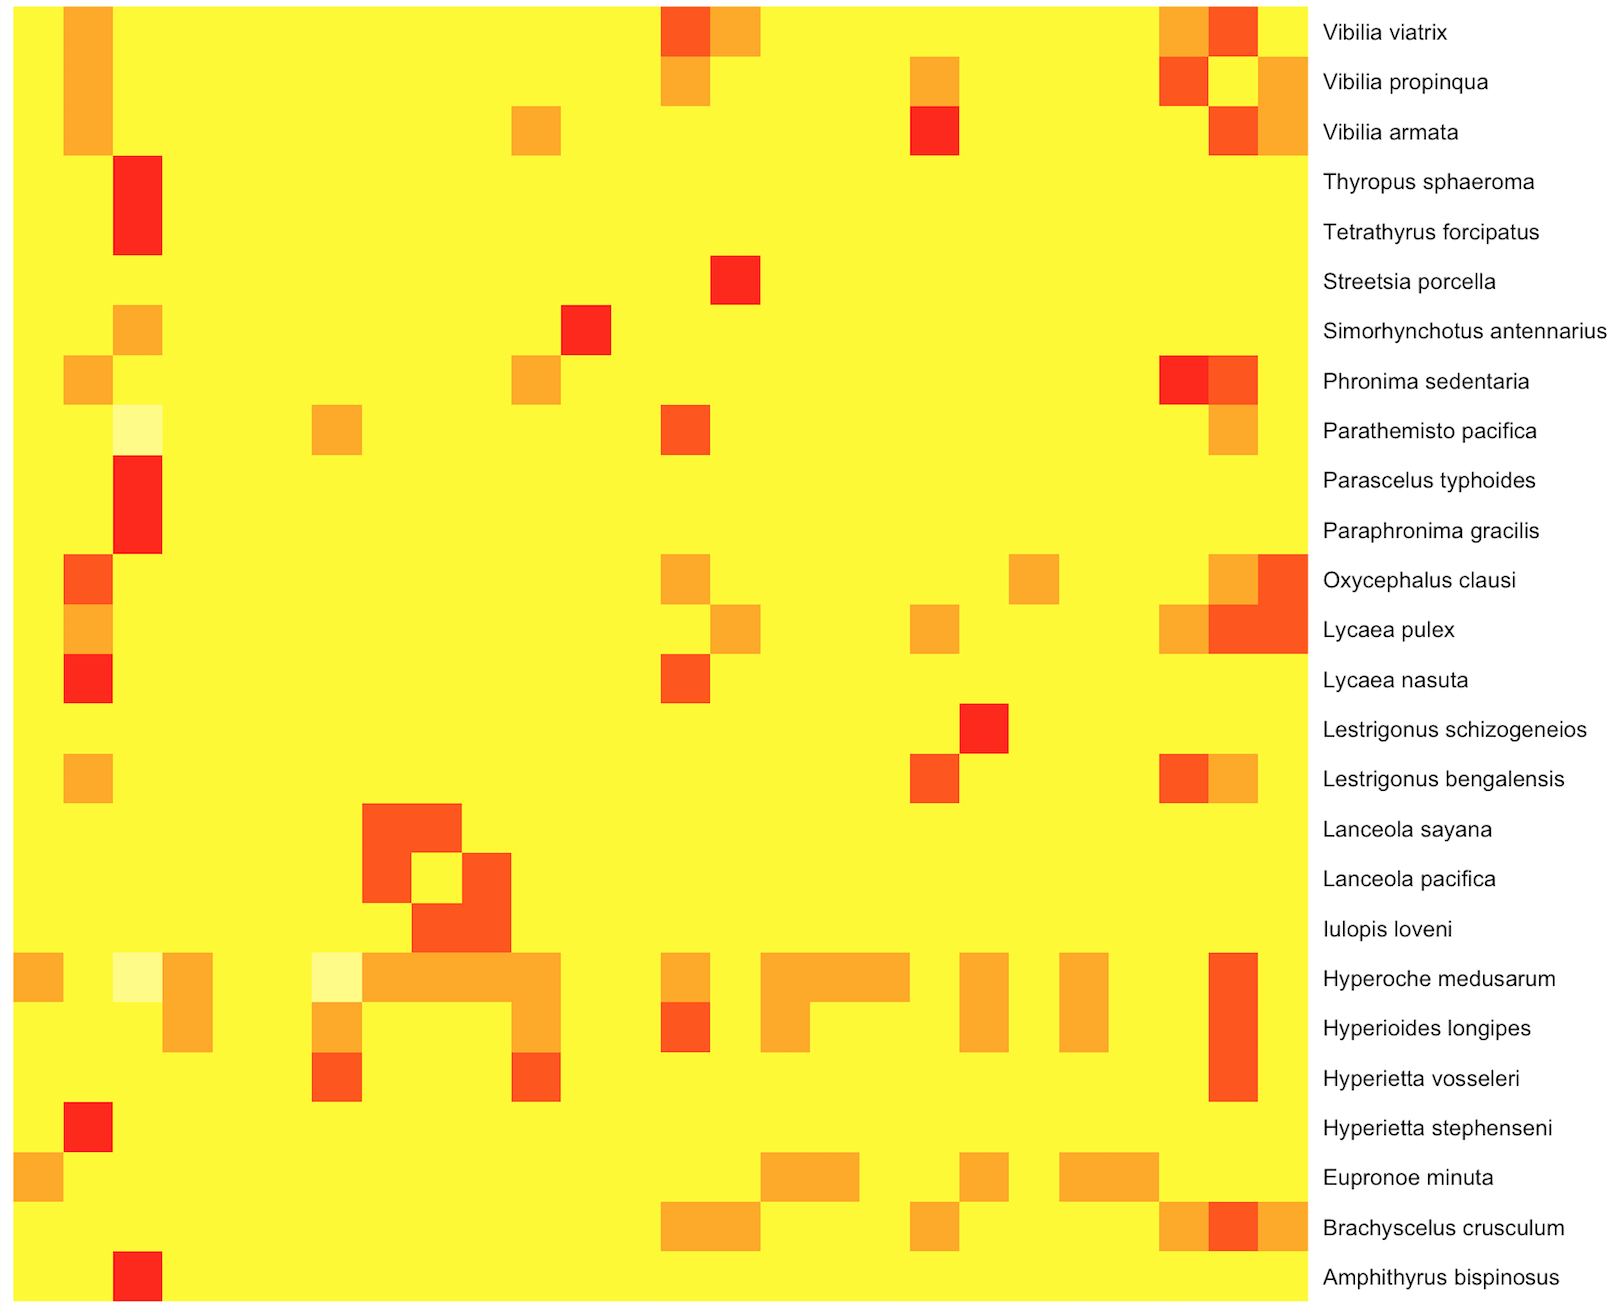 Vibilia viatrix
Vibilia propinqua
Vibilia armata
Thyropus sphaeroma
Tetrathyrus forcipatus
Streetsia porcella
Simorhynchotus antennarius
Phronima sedentaria
Parathemisto pacifica
Parascelus typhoides
Paraphronima gracilis
Oxycephalus clausi
Lycaea pulex
Lycaea nasuta
Lestrigonus schizogeneios
Lestrigonus bengalensis
Lanceola sayana
Lanceola pacifica
Iulopis loveni
Hyperoche medusarum
Hyperioides longipes
Hyperietta vosseleri
Hyperietta stephenseni
Eupronoe minuta
Brachyscelus crusculum
Amphithyrus bispinosus